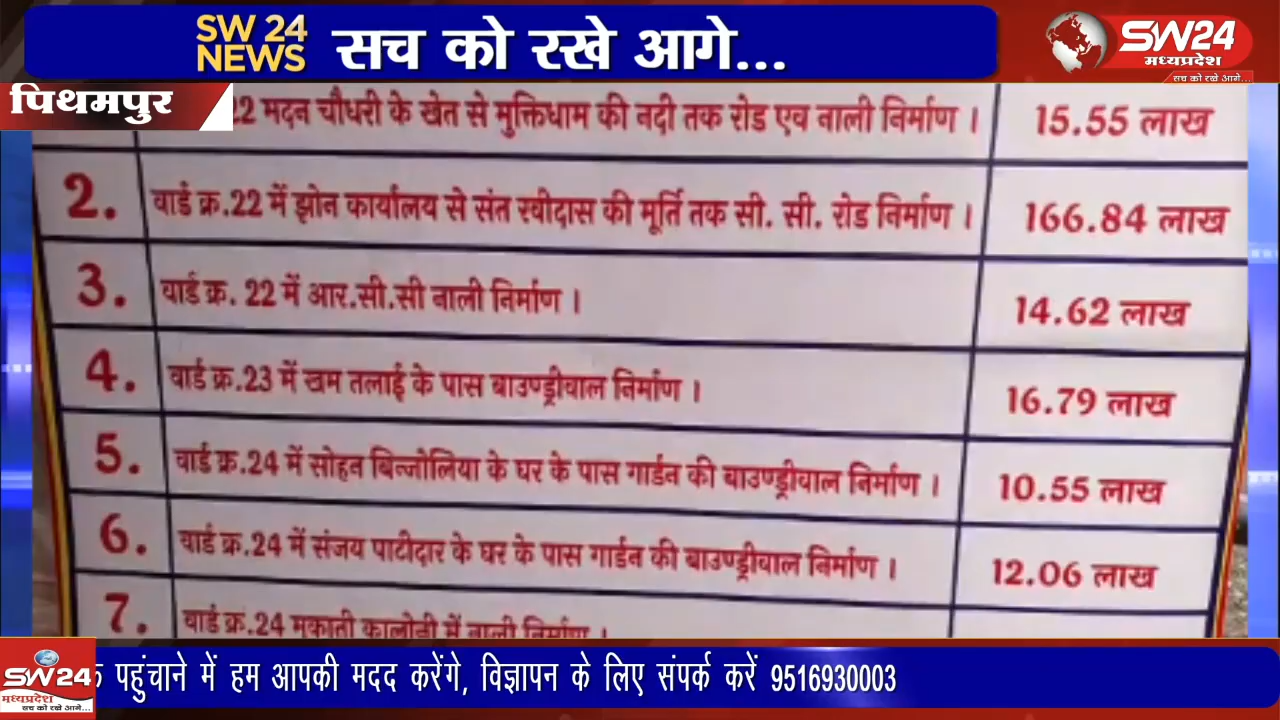 SW 24 NEWS सच को रखे आगे...
SW24
मध्यप्रदेश
सच को रखे आगे...
पिथमपुर
22 मदन चौधरी के खेत से मुक्तिधाम की नदी तक रोड एव नाली निर्माण । 15.55 लाख
2. वार्ड क्र.22 में झोन कार्यालय से संत रवीदास की मूर्ति तक सी. सी. रोड निर्माण । 166.84 लाख
3. वार्ड क्र. 22 में आर.सी.सी नाली निर्माण । 14.62 लाख
4. वार्ड क्र.23 में खम तलाई के पास बाउण्ड्रीवाल निर्माण । 16.79 लाख
5. वार्ड क्र.24 में सोहन बिन्जोलिया के घर के पास गार्डन की बाउण्ड्रीवाल निर्माण । 10.55 लाख
6. वार्ड क्र.24 में संजय पाटीदार के घर के पास गार्डन की बाउण्ड्रीवाल निर्माण । 12.06 लाख
7. वार्ड क्र.24 मुकाती कालोनी में नाली निर्माण ।
SW24
मध्यप्रदेश
सच को रखे आगे...
पहुंचाने में हम आपकी मदद करेंगे, विज्ञापन के लिए संपर्क करें 9516930003